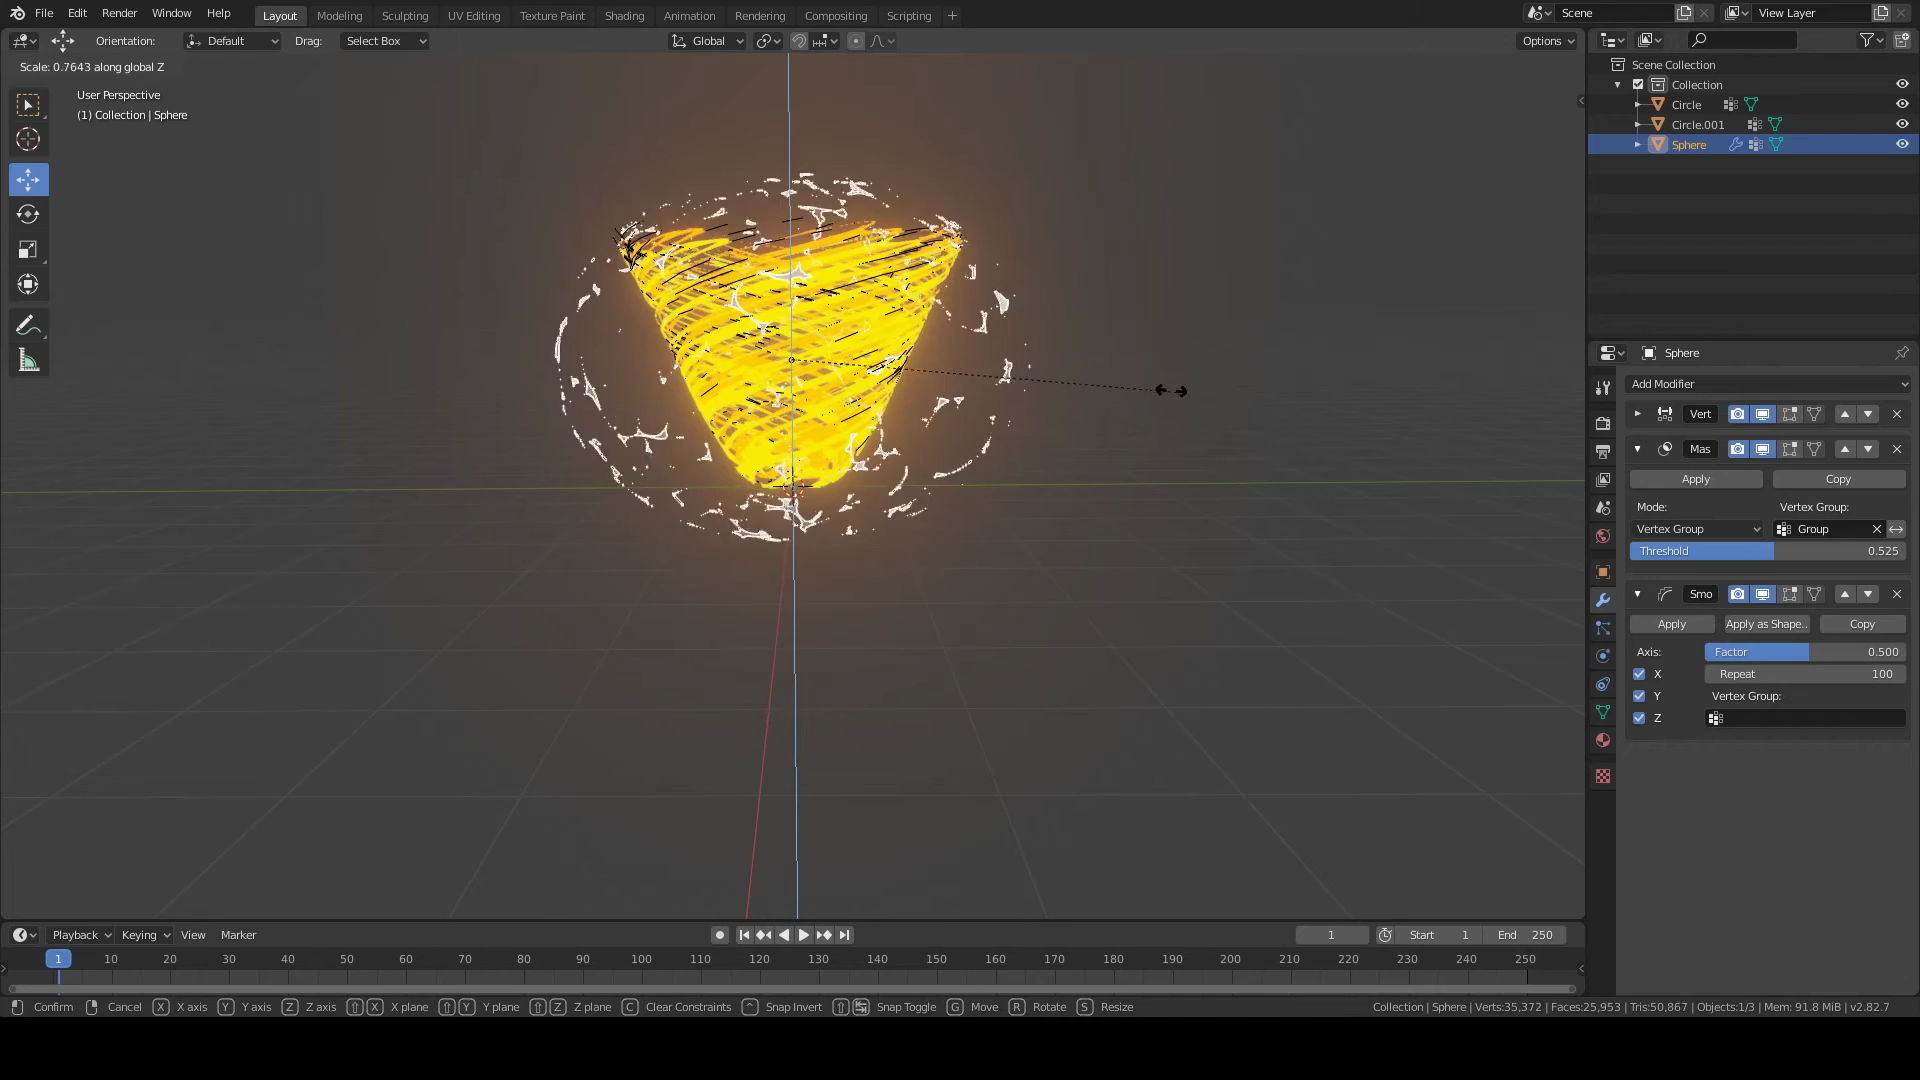 File Edit Render Window Help Layout Modeling Sculpting UV Editing Texture Paint Shading Animation Rendering Compositing Scripting Scene View Layer
Orientation: Default Drag: Select Box Global Options
Scale: 0.7643 along global Z
User Perspective
(1) Collection | Sphere
Scene Collection
Collection
Circle
Circle.001
Sphere
Sphere
Add Modifier
Vert
Mas
Apply Copy
Mode: Vertex Group:
Vertex Group Group
Threshold 0.525
Smo
Apply Apply as Shape.. Copy
Axis: Factor 0.500
X Repeat 100
Y Vertex Group:
Z
Playback Keying View Marker 1 Start 1 End 250
1 10 20 30 40 50 60 70 80 90 100 110 120 130 140 150 160 170 180 190 200 210 220 230 240 250
Confirm Cancel X X axis Y Y axis Z Z axis X X plane Y Y plane Z Z plane C Clear Constraints ^ Snap Invert Snap Toggle G Move R Rotate S Resize Collection | Sphere | Verts:35,372 | Faces:25,953 | Tris:50,867 | Objects:1/3 | Mem: 91.8 MiB | v2.82.7